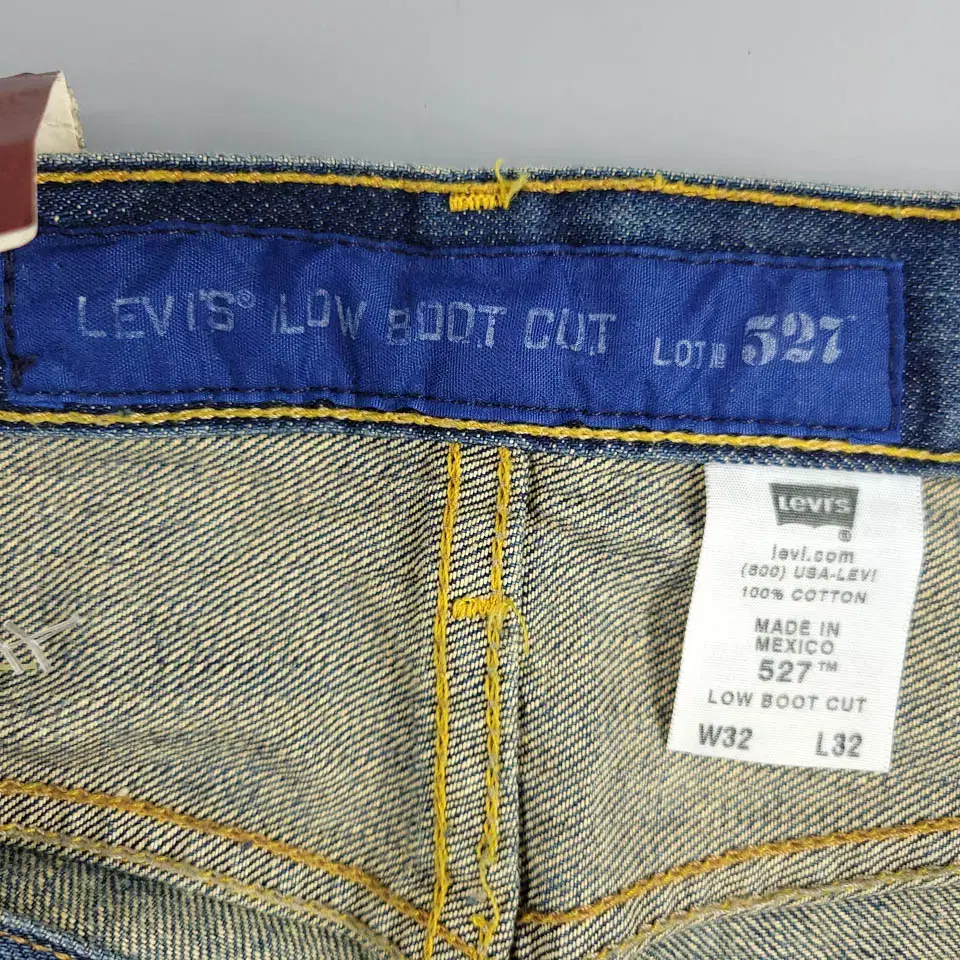 LEVI'S® LOW BOOT CUT LOT № 527™
Levi's
®
levi.com
(800) USA-LEVI
100% COTTON
MADE IN
MEXICO
527™
LOW BOOT CUT
W32 L32